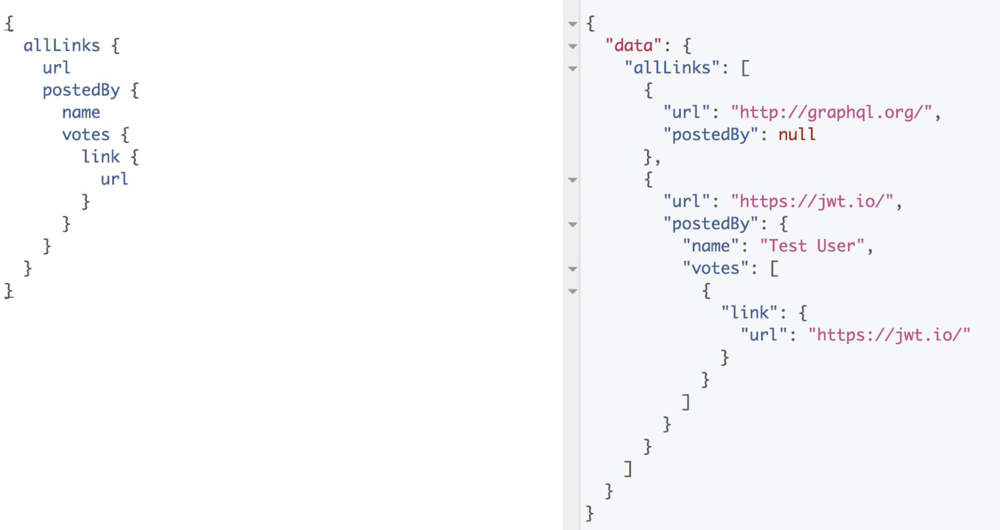 {
  allLinks {
    url
    postedBy {
      name
      votes {
        link {
          url
        }
      }
    }
  }
}
{
  "data": {
    "allLinks": [
      {
        "url": "http://graphql.org/",
        "postedBy": null
      },
      {
        "url": "https://jwt.io/",
        "postedBy": {
          "name": "Test User",
          "votes": [
            {
              "link": {
                "url": "https://jwt.io/"
              }
            }
          ]
        }
      }
    ]
  }
}